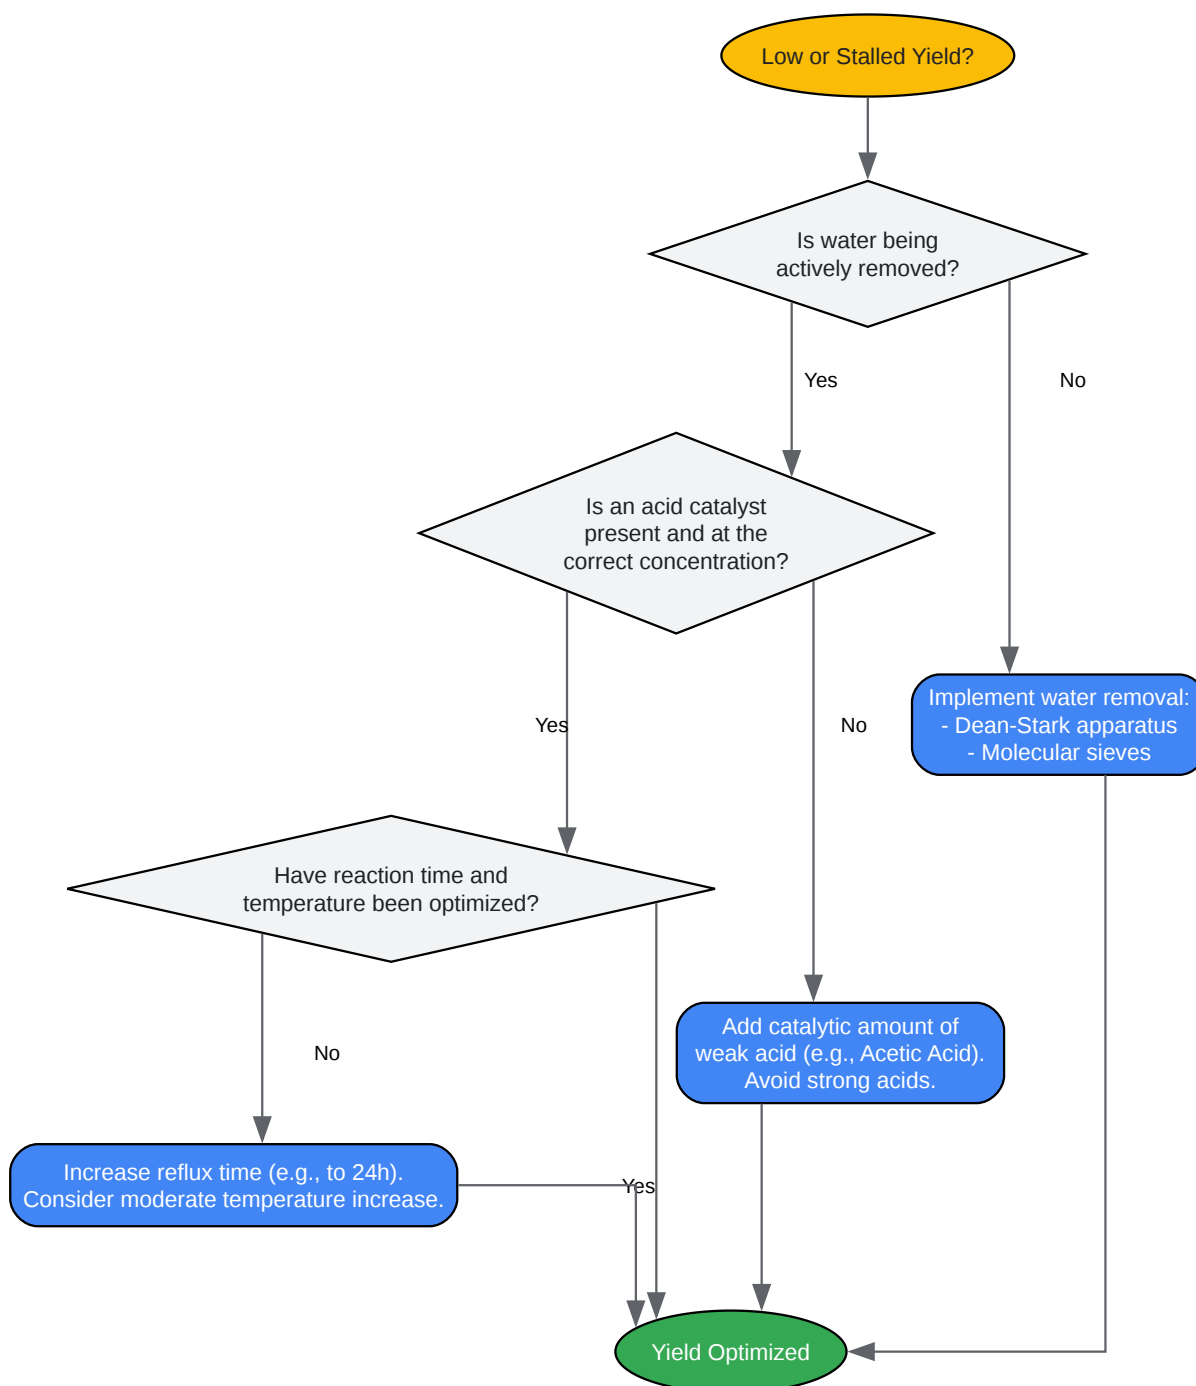 Low or Stalled Yield?
Is water being
actively removed?
Yes
No
Is an acid catalyst
present and at the
correct concentration?
Yes
No
Implement water removal:
- Dean-Stark apparatus
- Molecular sieves
Have reaction time and
temperature been optimized?
No
Yes
Add catalytic amount of
weak acid (e.g., Acetic Acid).
Avoid strong acids.
Increase reflux time (e.g., to 24h).
Consider moderate temperature increase.
Yield Optimized